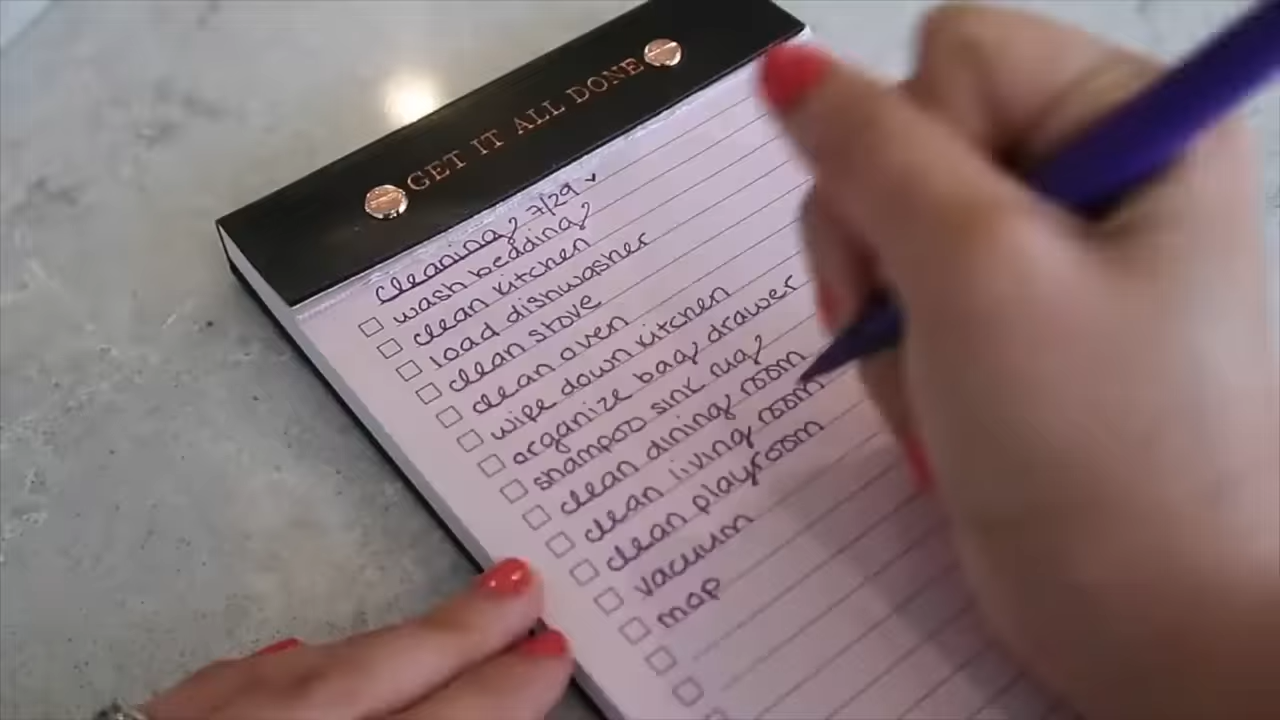 GET IT ALL DONE
cleaning 7/29
wash bedding
clean kitchen
load dishwasher
clean stove
clean oven
wipe down kitchen
organize bag drawer
shampoo sink rug
clean dining room
clean living room
clean playroom
vacuum
mop